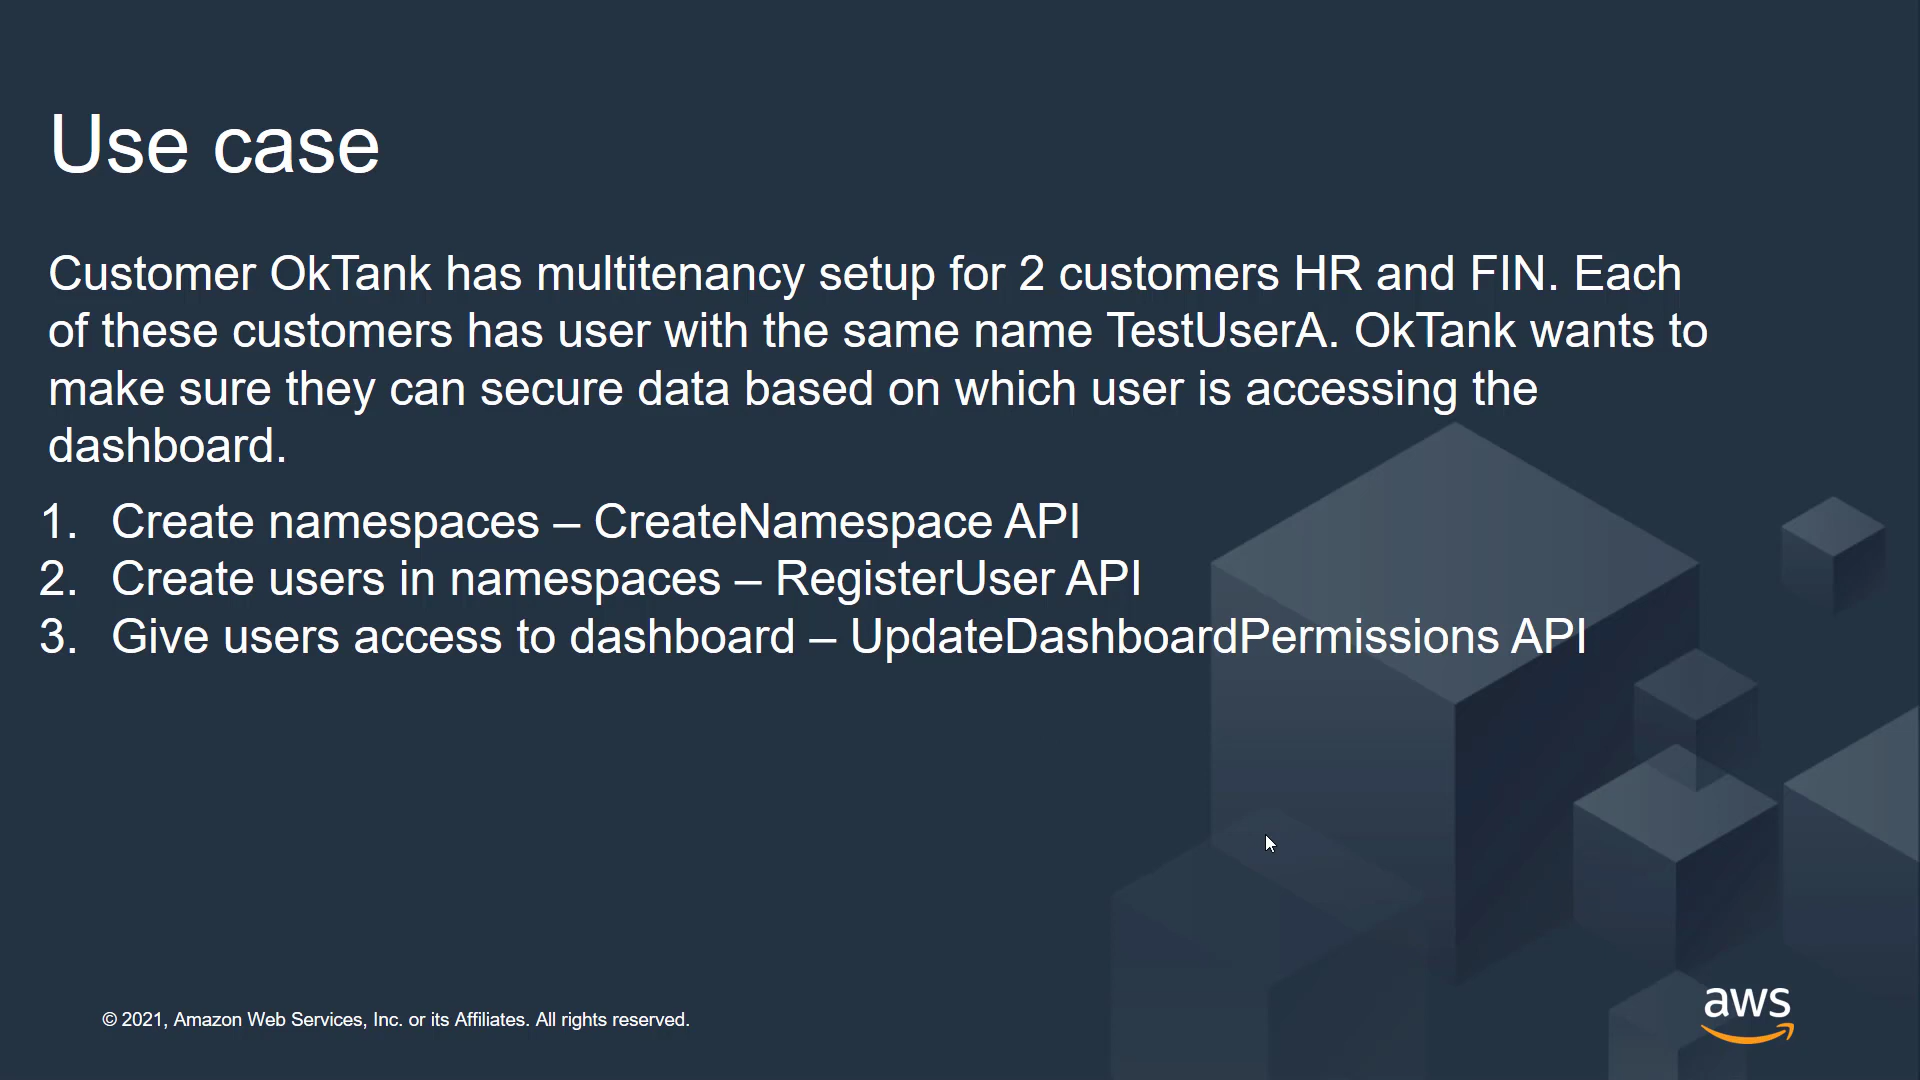 Use case
Customer OkTank has multitenancy setup for 2 customers HR and FIN. Each
of these customers has user with the same name TestUserA. OkTank wants to
make sure they can secure data based on which user is accessing the
dashboard.
1. Create namespaces – CreateNamespace API
2. Create users in namespaces – RegisterUser API
3. Give users access to dashboard – UpdateDashboardPermissions API
© 2021, Amazon Web Services, Inc. or its Affiliates. All rights reserved.
aws